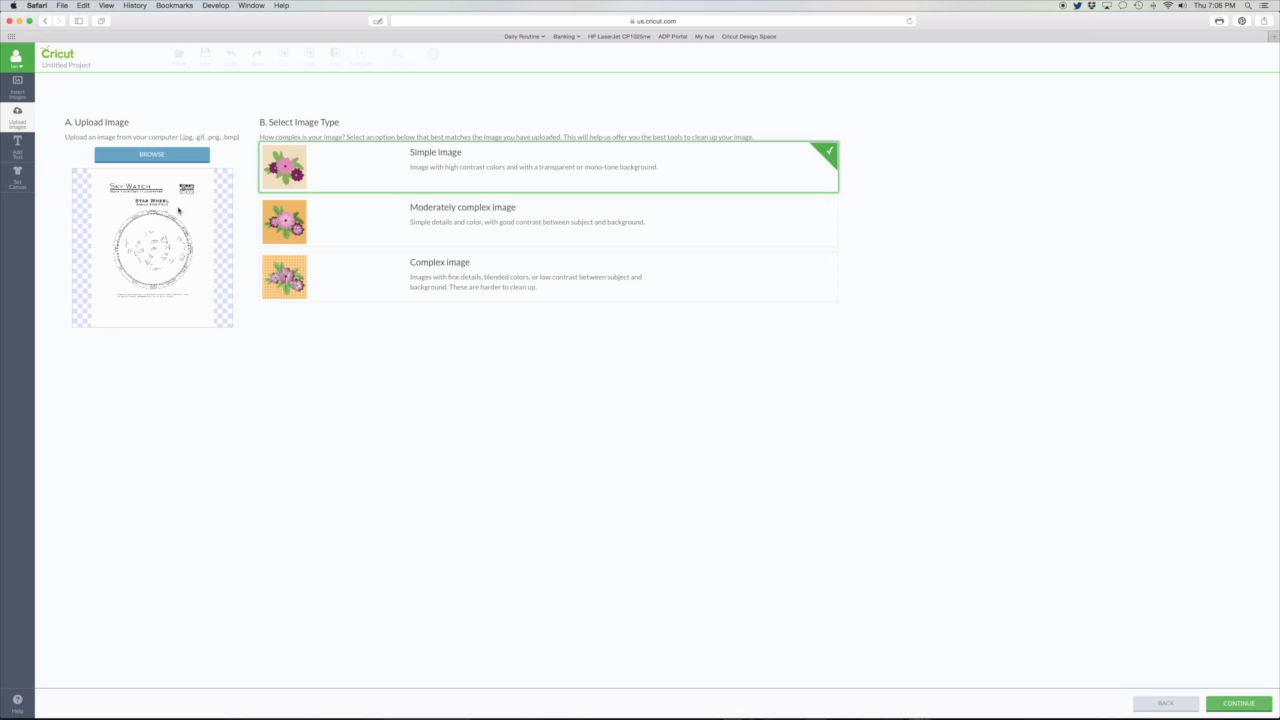 Safari File Edit View History Bookmarks Develop Window Help Thu 7:06 PM
us.cricut.com
Daily Routine Banking HP LaserJet CP1025nw ADP Portal My hue Cricut Design Space
Cricut
Untitled Project
Ian
Insert
Images
Upload
Images
Add
Text
Set
Canvas
A. Upload Image
Upload an image from your computer (.jpg, .gif, .png, .bmp)
BROWSE
SKY WATCH
STAR WHEEL
B. Select Image Type
How complex is your image? Select an option below that best matches the image you have uploaded. This will help us offer you the best tools to clean up your image.
Simple image
Image with high contrast colors and with a transparent or mono-tone background.
Moderately complex image
Simple details and color, with good contrast between subject and background.
Complex image
Images with fine details, blended colors, or low contrast between subject and
background. These are harder to clean up.
Help
BACK
CONTINUE